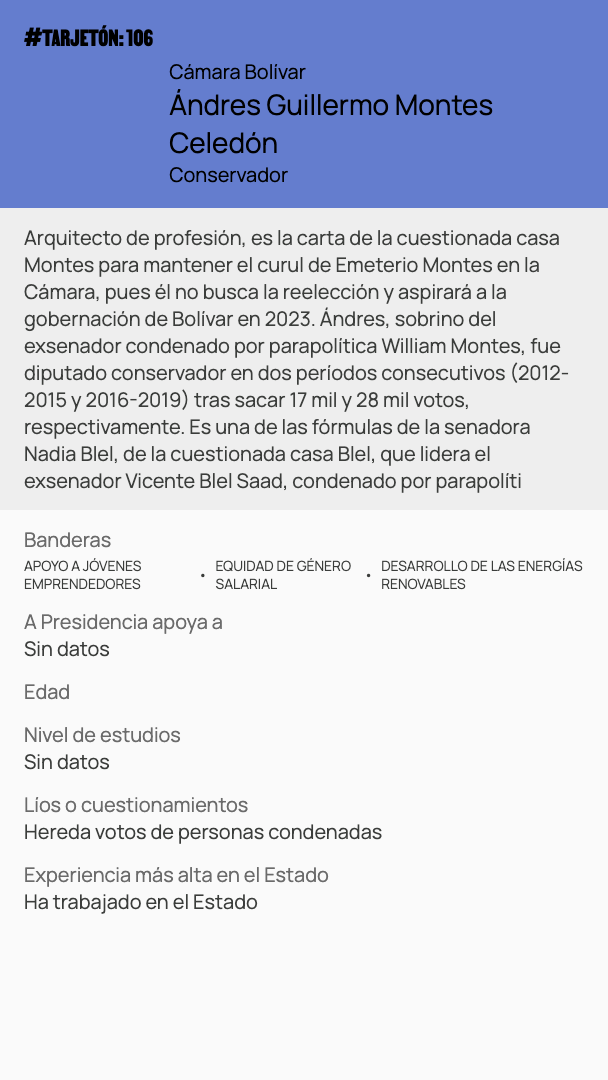 #TARJETÓN: 106
Cámara Bolívar
Ándres Guillermo Montes
Celedón
Conservador
Arquitecto de profesión, es la carta de la cuestionada casa
Montes para mantener el curul de Emeterio Montes en la
Cámara, pues él no busca la reelección y aspirará a la
gobernación de Bolívar en 2023. Ándres, sobrino del
exsenador condenado por parapolítica William Montes, fue
diputado conservador en dos períodos consecutivos (2012-
2015 y 2016-2019) tras sacar 17 mil y 28 mil votos,
respectivamente. Es una de las fórmulas de la senadora
Nadia Blel, de la cuestionada casa Blel, que lidera el
exsenador Vicente Blel Saad, condenado por parapolíti
Banderas
APOYO A JÓVENES • EQUIDAD DE GÉNERO • DESARROLLO DE LAS ENERGÍAS
EMPRENDEDORES SALARIAL RENOVABLES
A Presidencia apoya a
Sin datos
Edad
Nivel de estudios
Sin datos
Líos o cuestionamientos
Hereda votos de personas condenadas
Experiencia más alta en el Estado
Ha trabajado en el Estado